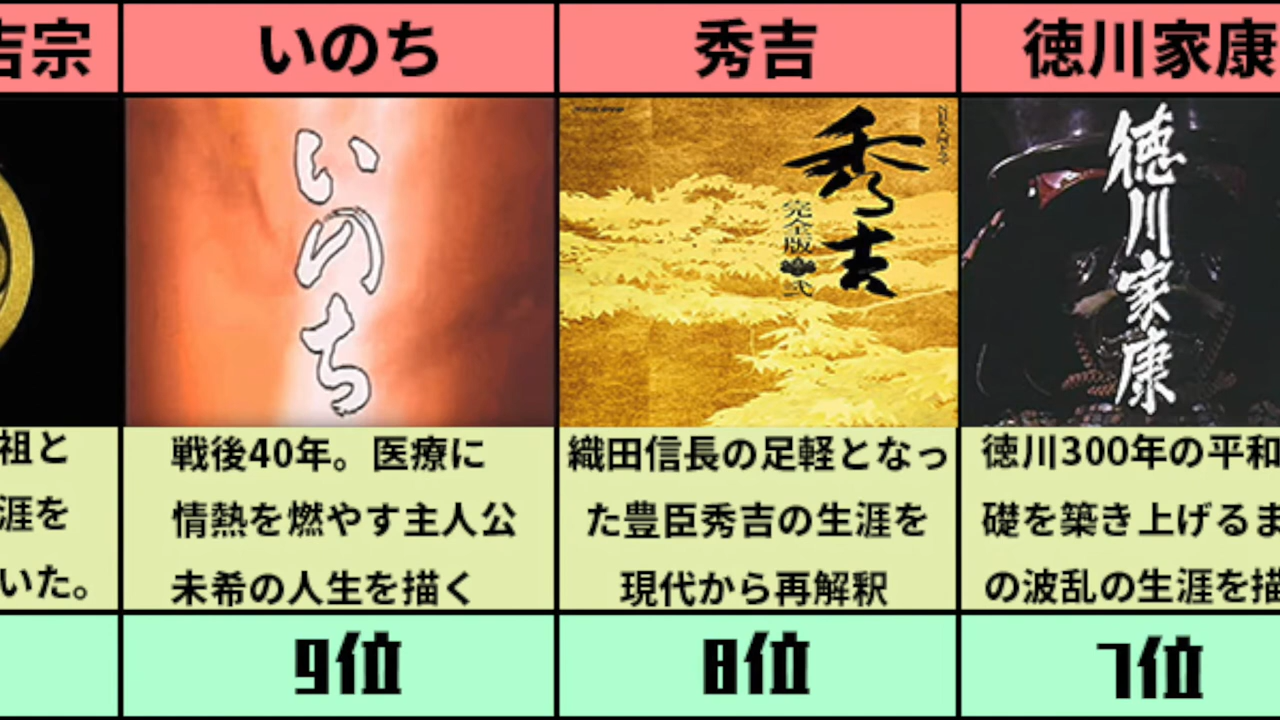 吉宗
祖と
涯を
いた。
いのち
いのち
戦後40年。医療に
情熱を燃やす主人公
未希の人生を描く
9位
秀吉
秀吉
完全版
弐
織田信長の足軽となっ
た豊臣秀吉の生涯を
現代から再解釈
8位
徳川家康
徳川家康
徳川300年の平和
礎を築き上げるま
の波乱の生涯を描
7位